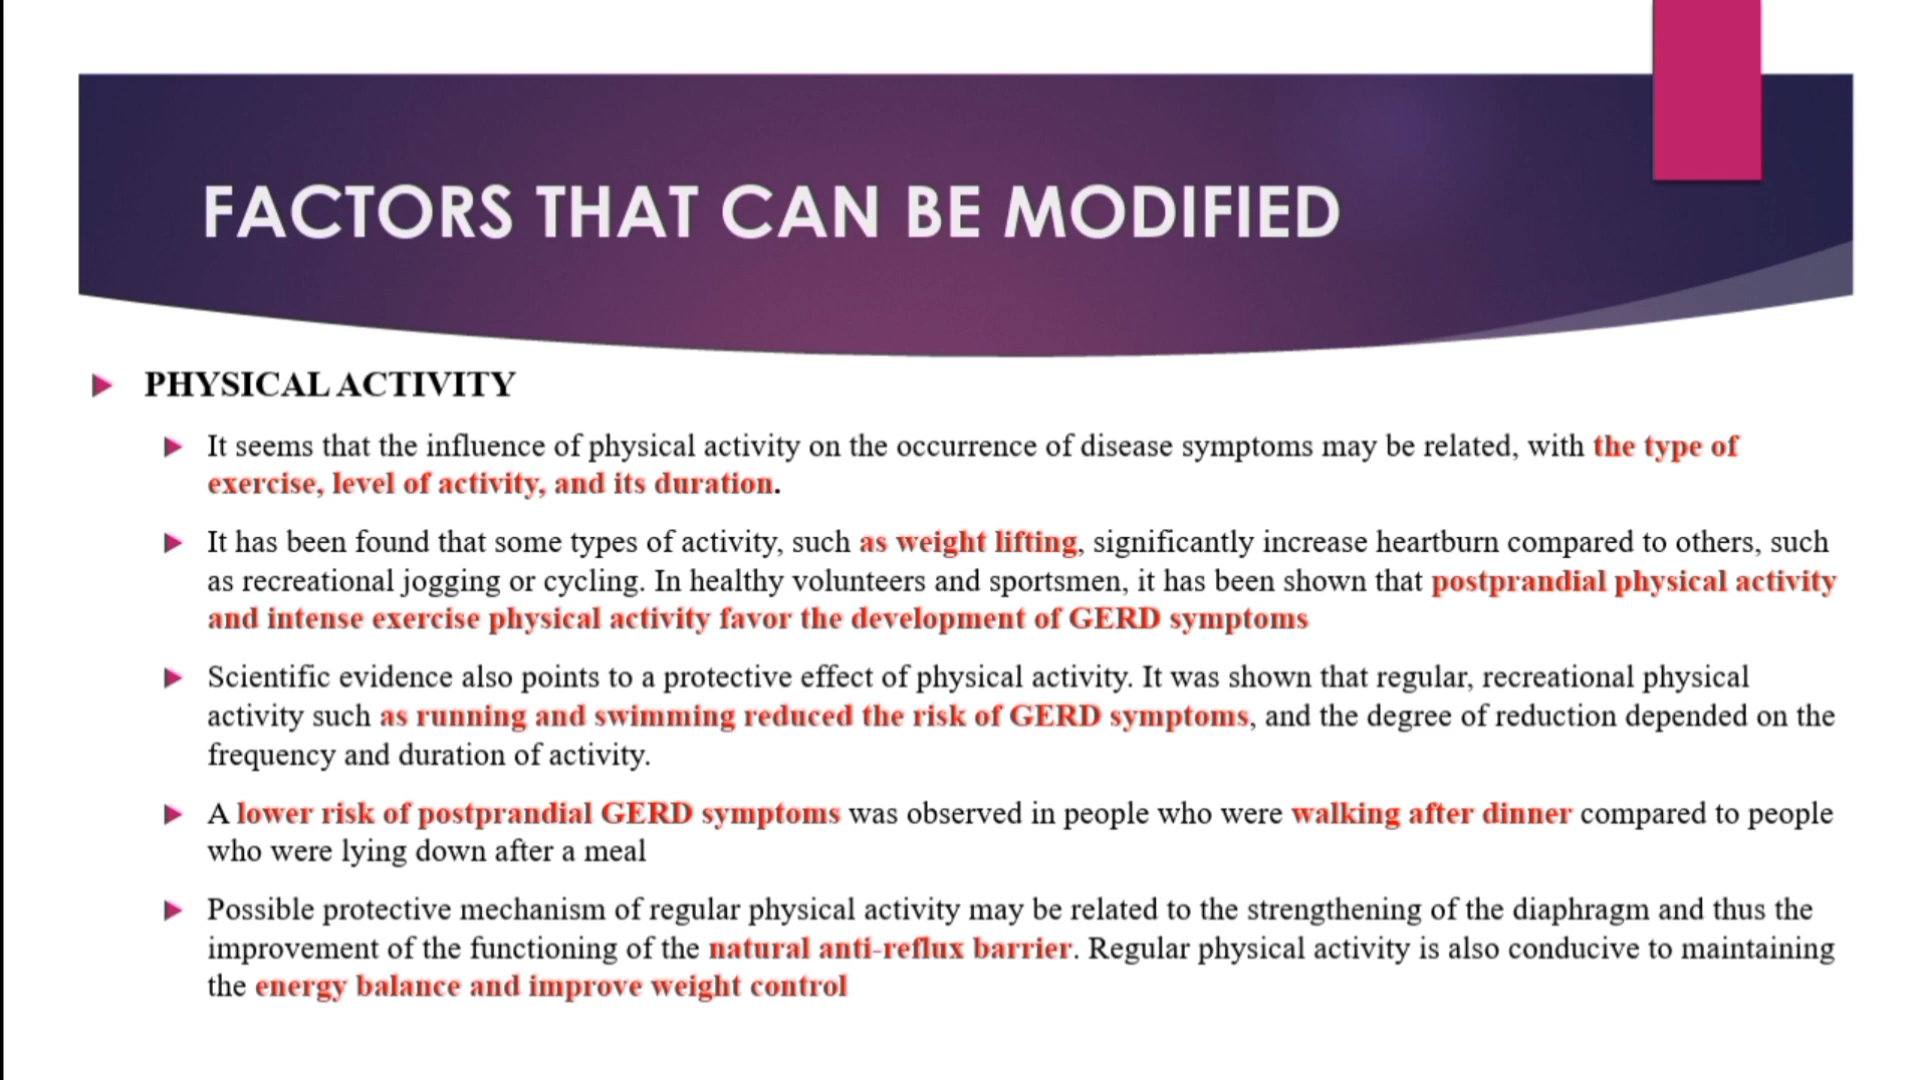 FACTORS THAT CAN BE MODIFIED
PHYSICAL ACTIVITY
It seems that the influence of physical activity on the occurrence of disease symptoms may be related, with the type of
exercise, level of activity, and its duration.
It has been found that some types of activity, such as weight lifting, significantly increase heartburn compared to others, such
as recreational jogging or cycling. In healthy volunteers and sportsmen, it has been shown that postprandial physical activity
and intense exercise physical activity favor the development of GERD symptoms
Scientific evidence also points to a protective effect of physical activity. It was shown that regular, recreational physical
activity such as running and swimming reduced the risk of GERD symptoms, and the degree of reduction depended on the
frequency and duration of activity.
A lower risk of postprandial GERD symptoms was observed in people who were walking after dinner compared to people
who were lying down after a meal
Possible protective mechanism of regular physical activity may be related to the strengthening of the diaphragm and thus the
improvement of the functioning of the natural anti-reflux barrier. Regular physical activity is also conducive to maintaining
the energy balance and improve weight control